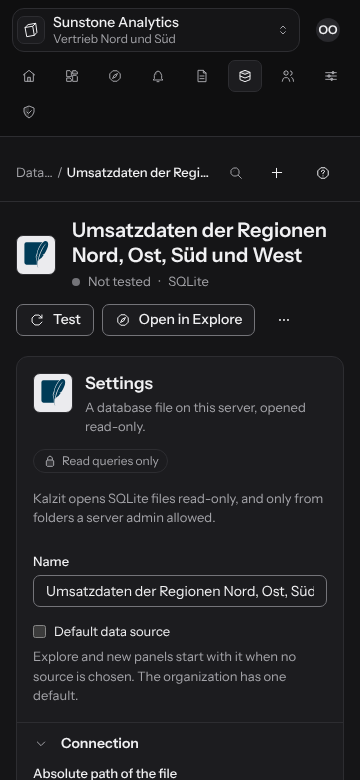 Sunstone Analytics
Vertrieb Nord und Süd
OO
Data... / Umsatzdaten der Regi...
Umsatzdaten der Regionen
Nord, Ost, Süd und West
Not tested · SQLite
Test
Open in Explore
...
Settings
A database file on this server, opened
read-only.
Read queries only
Kalzit opens SQLite files read-only, and only from
folders a server admin allowed.
Name
Umsatzdaten der Regionen Nord, Ost, Süd
Default data source
Explore and new panels start with it when no
source is chosen. The organization has one
default.
Connection
Absolute path of the file